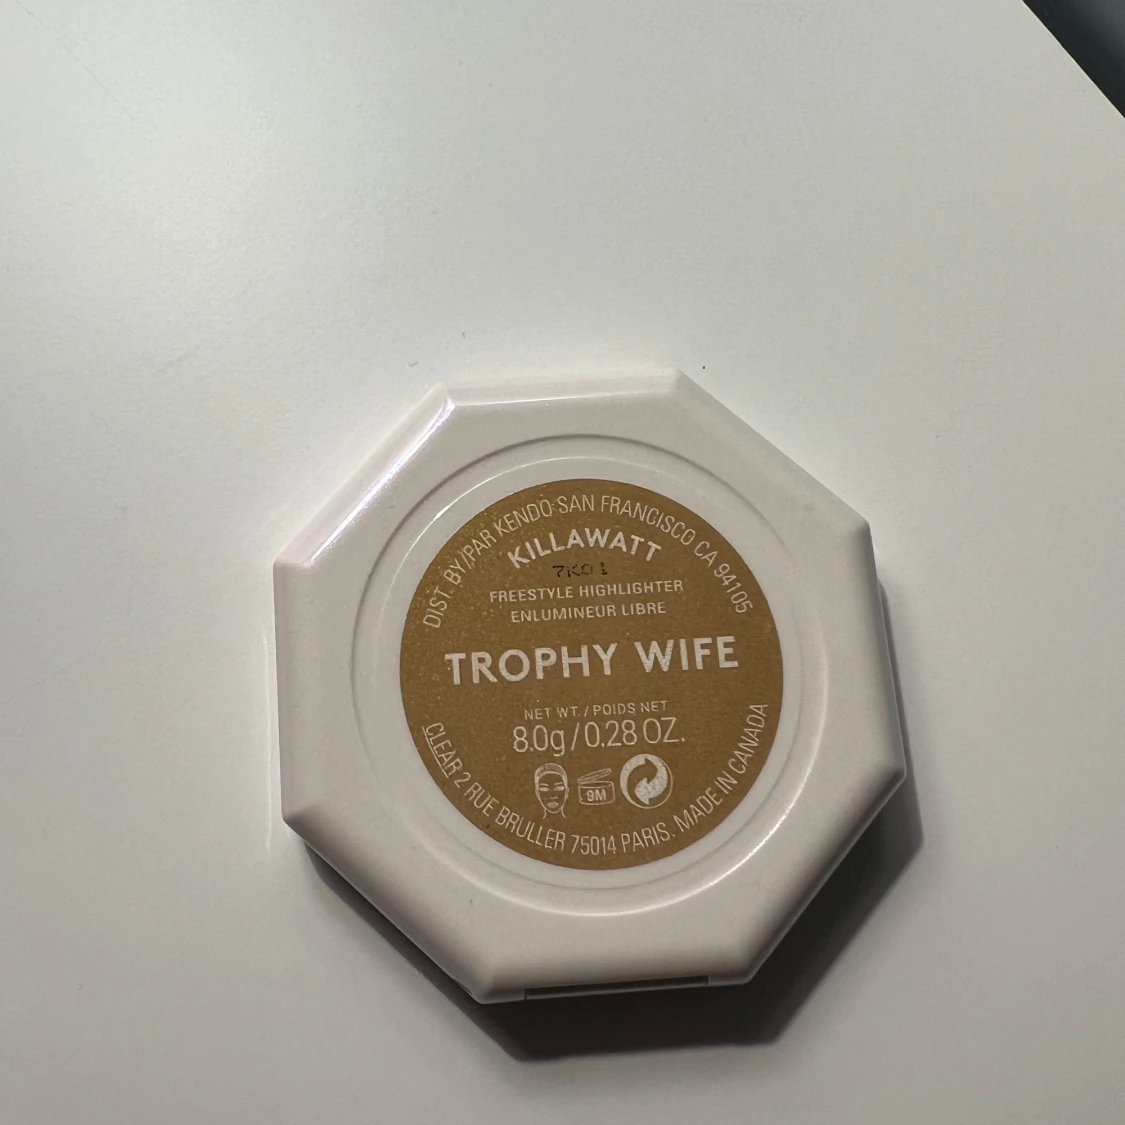 DIST. BY/PAR KENDO SAN FRANCISCO CA 94105
KILLAWATT
7K01
FREESTYLE HIGHLIGHTER
ENLUMINEUR LIBRE
TROPHY WIFE
NET WT. / POIDS NET
8.0g / 0.28 OZ.
9M
CLEAR 2 RUE BRULLER 75014 PARIS. MADE IN CANADA